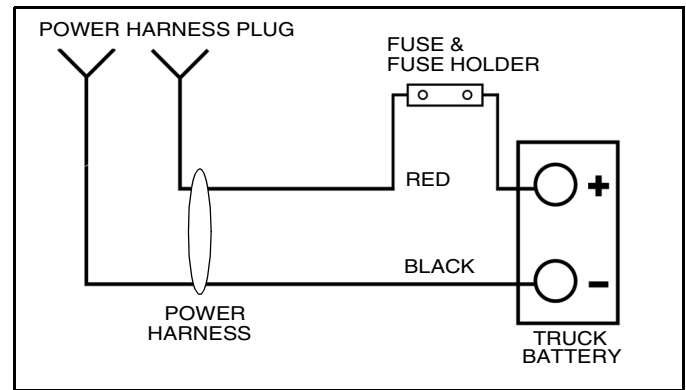 POWER HARNESS PLUG
FUSE &
FUSE HOLDER
RED
+
BLACK
-
POWER
HARNESS
TRUCK
BATTERY